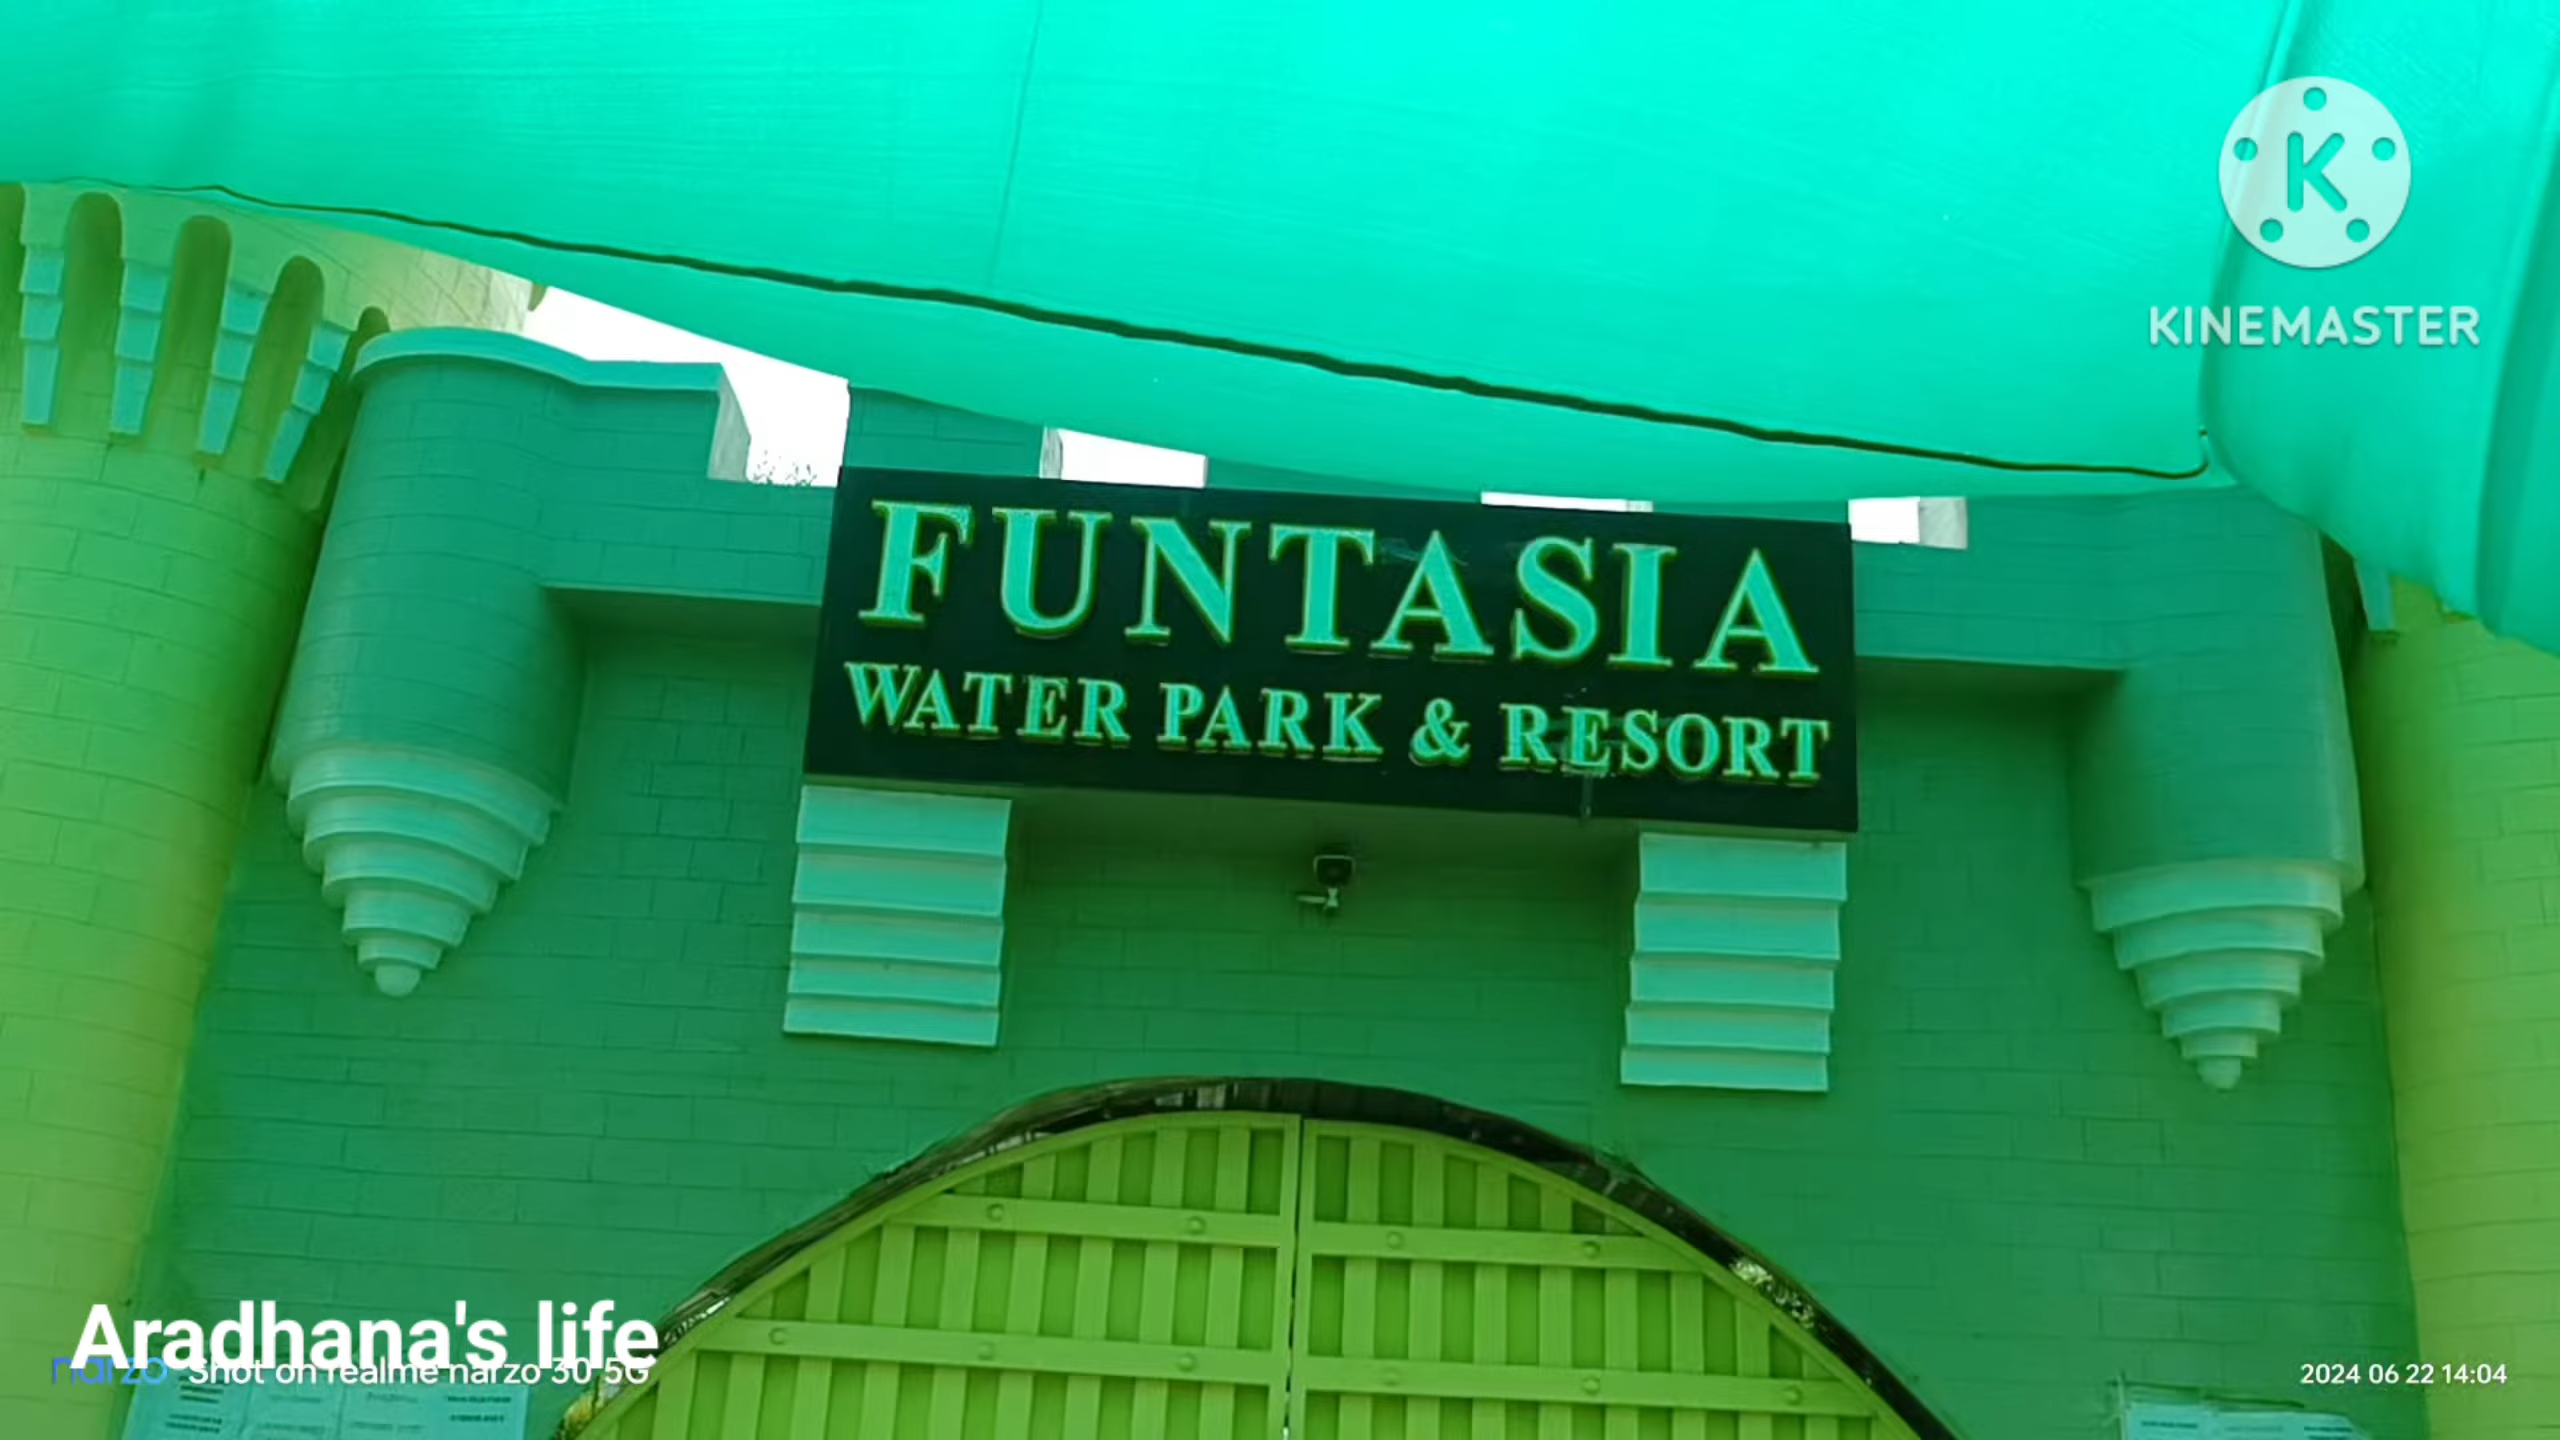 K
KINEMASTER
FUNTASIA
WATER PARK & RESORT
Aradhana's life
narzo Shot on realme narzo 30 5G
2024 06 22 14:04